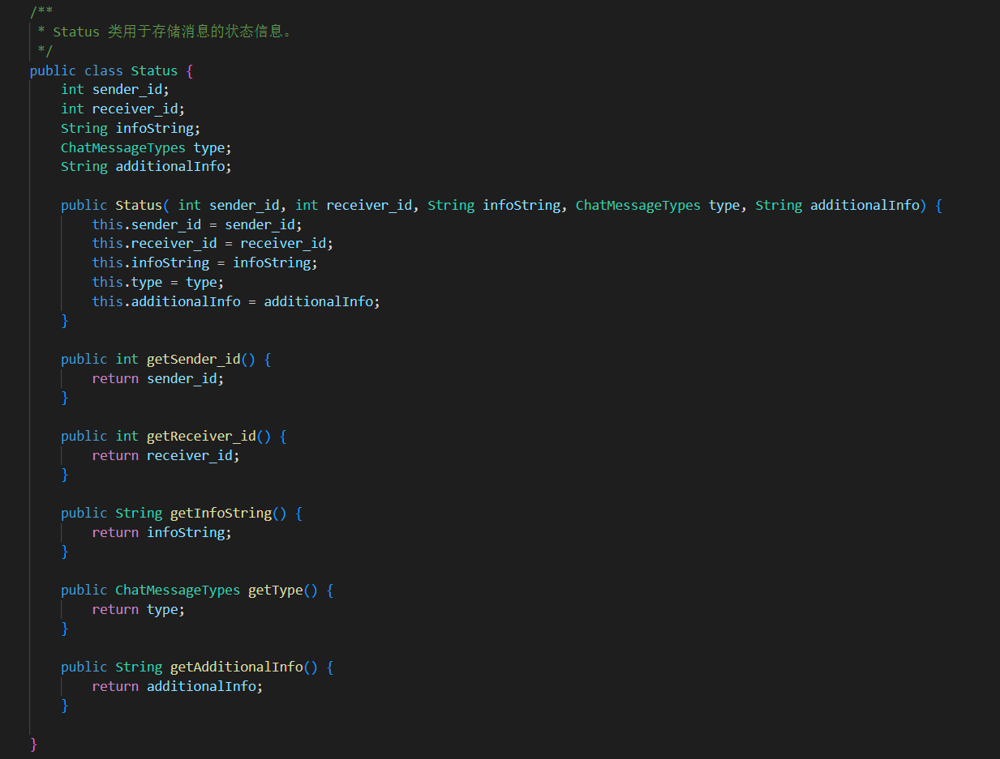 /**
 * Status 类用于存储消息的状态信息。
 */
public class Status {
    int sender_id;
    int receiver_id;
    String infoString;
    ChatMessageTypes type;
    String additionalInfo;

    public Status( int sender_id, int receiver_id, String infoString, ChatMessageTypes type, String additionalInfo) {
        this.sender_id = sender_id;
        this.receiver_id = receiver_id;
        this.infoString = infoString;
        this.type = type;
        this.additionalInfo = additionalInfo;
    }

    public int getSender_id() {
        return sender_id;
    }

    public int getReceiver_id() {
        return receiver_id;
    }

    public String getInfoString() {
        return infoString;
    }

    public ChatMessageTypes getType() {
        return type;
    }

    public String getAdditionalInfo() {
        return additionalInfo;
    }

}